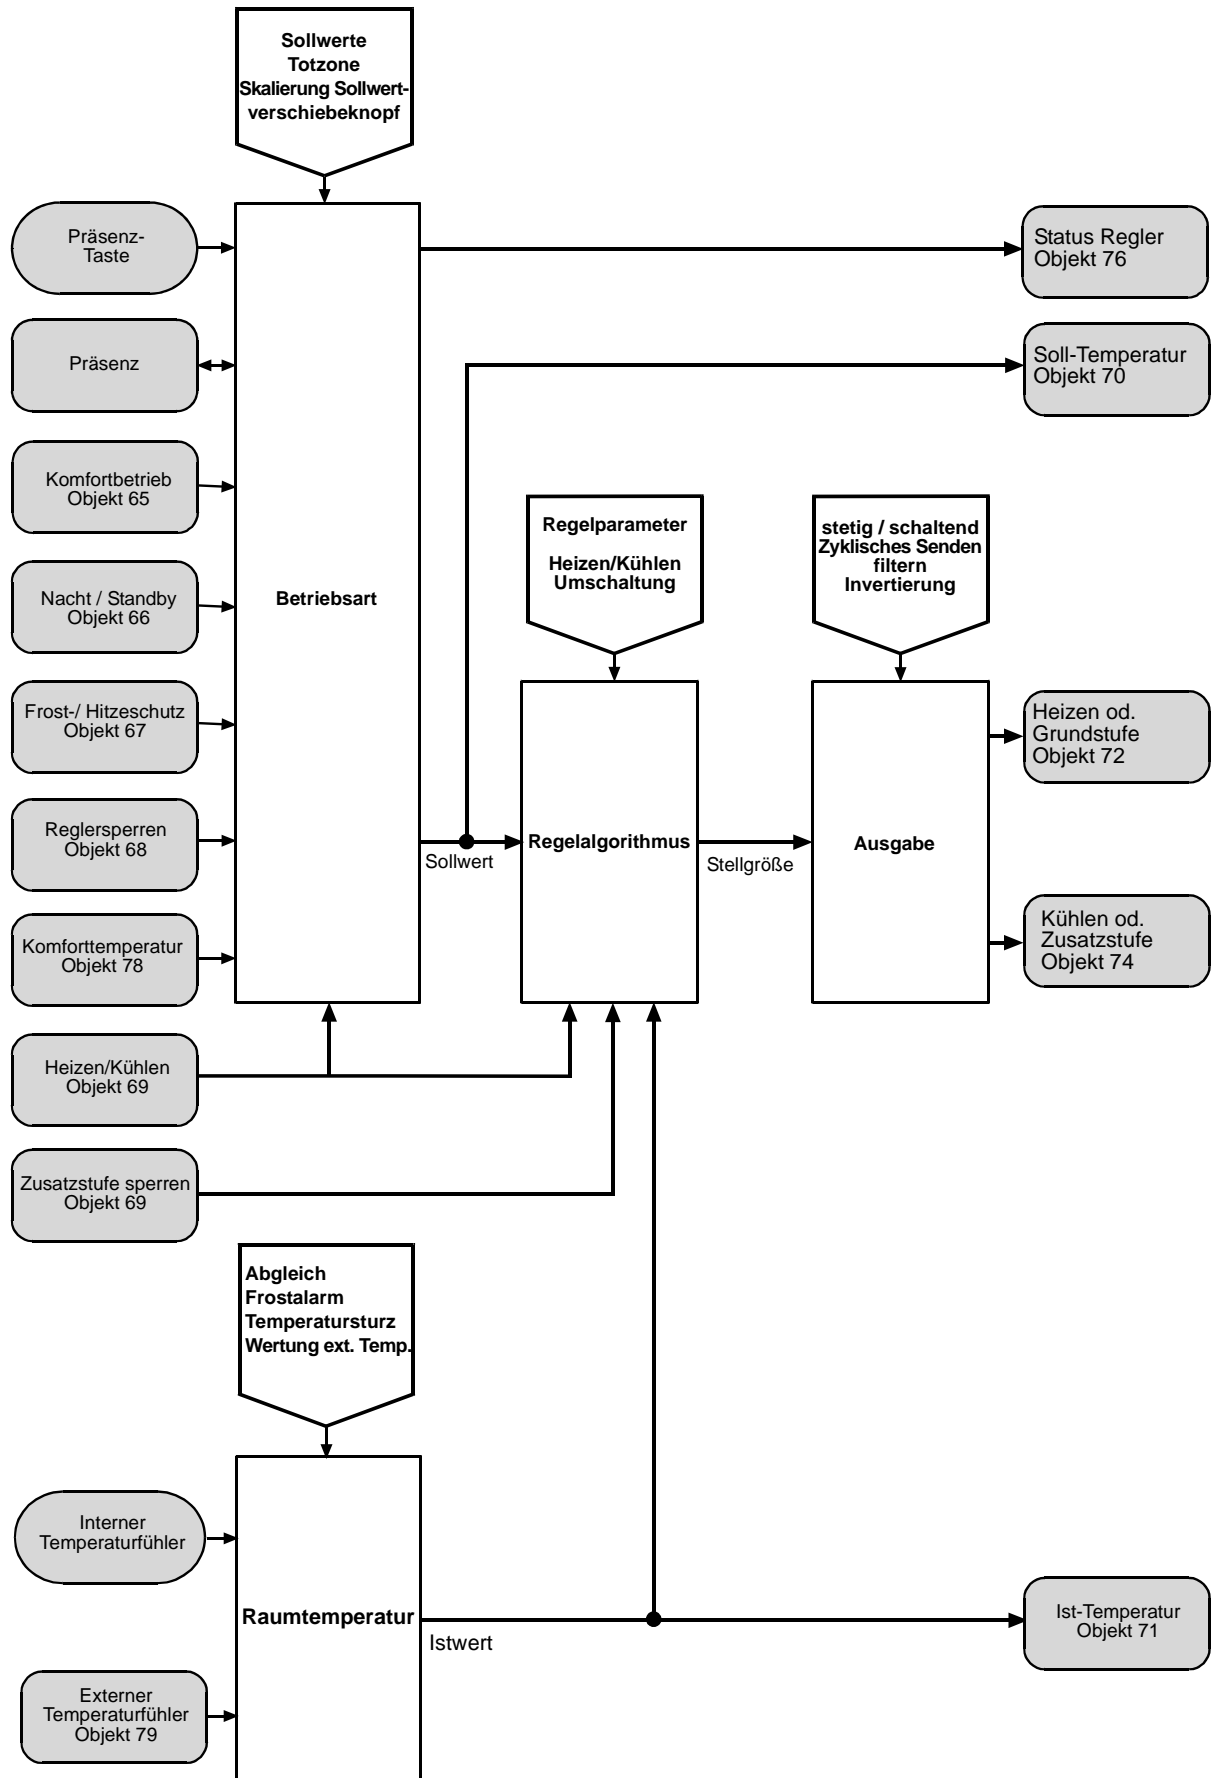 Sollwerte
Totzone
Skalierung Sollwert-
verschiebeknopf
Präsenz-
Taste
Status Regler
Objekt 76
Präsenz
Soll-Temperatur
Objekt 70
Komfortbetrieb
Objekt 65
Regelparameter
Heizen/Kühlen
Umschaltung
stetig / schaltend
Zyklisches Senden
filtern
Invertierung
Nacht / Standby
Objekt 66
Betriebsart
Frost-/ Hitzeschutz
Objekt 67
Heizen od.
Grundstufe
Objekt 72
Reglersperren
Objekt 68
Sollwert
Regelalgorithmus
Stellgröße
Ausgabe
Komforttemperatur
Objekt 78
Kühlen od.
Zusatzstufe
Objekt 74
Heizen/Kühlen
Objekt 69
Zusatzstufe sperren
Objekt 69
Abgleich
Frostalarm
Temperatursturz
Wertung ext. Temp.
Interner
Temperaturfühler
Raumtemperatur
Istwert
Ist-Temperatur
Objekt 71
Externer
Temperaturfühler
Objekt 79